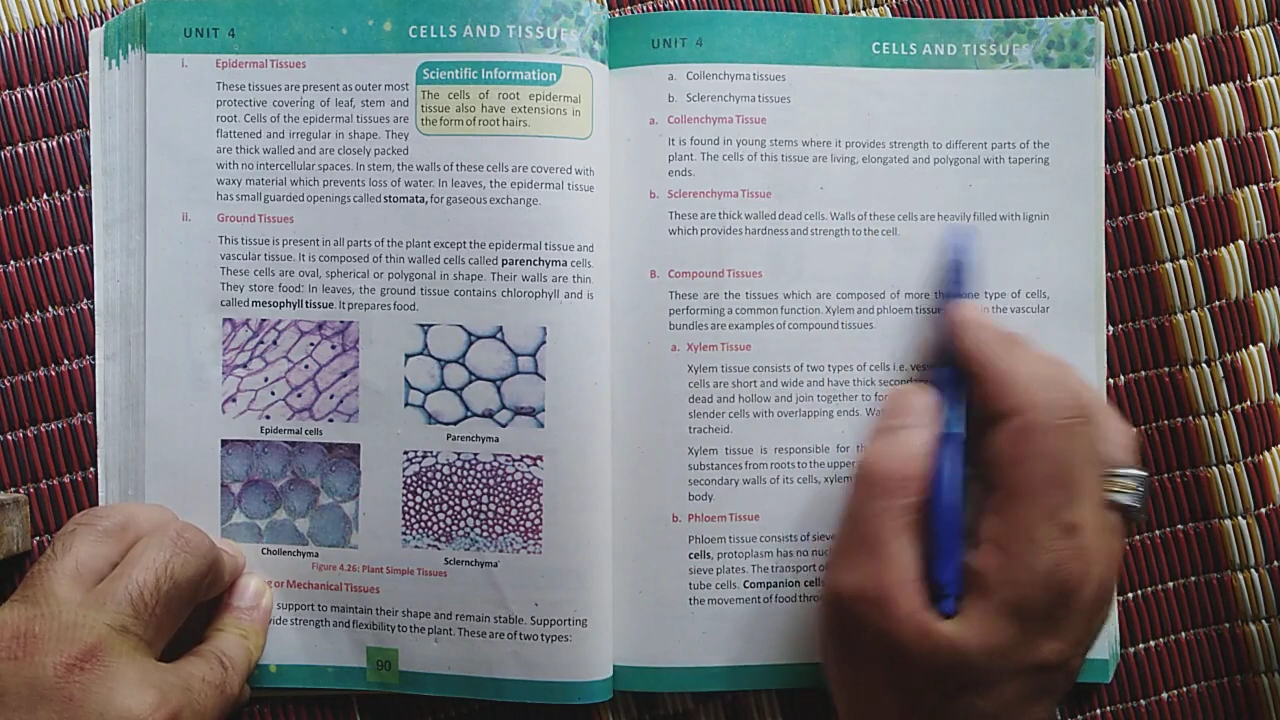 UNIT 4 CELLS AND TISSUES
i. Epidermal Tissues
These tissues are present as outer most
protective covering of leaf, stem and
root. Cells of the epidermal tissues are
flattened and irregular in shape. They
are thick walled and are closely packed
with no intercellular spaces. In stem, the walls of these cells are covered with
waxy material which prevents loss of water. In leaves, the epidermal tissue
has small guarded openings called stomata, for gaseous exchange.
Scientific Information
The cells of root epidermal
tissue also have extensions in
the form of root hairs.
ii. Ground Tissues
This tissue is present in all parts of the plant except the epidermal tissue and
vascular tissue. It is composed of thin walled cells called parenchyma cells.
These cells are oval, spherical or polygonal in shape. Their walls are thin.
They store food. In leaves, the ground tissue contains chlorophyll and is
called mesophyll tissue. It prepares food.
Epidermal cells
Parenchyma
Chollenchyma
Sclernchyma
Figure 4.26: Plant Simple Tissues
or Mechanical Tissues
support to maintain their shape and remain stable. Supporting
strength and flexibility to the plant. These are of two types:
90
UNIT 4 CELLS AND TISSUES
a. Collenchyma tissues
b. Sclerenchyma tissues
a. Collenchyma Tissue
It is found in young stems where it provides strength to different parts of the
plant. The cells of this tissue are living, elongated and polygonal with tapering
ends.
b. Sclerenchyma Tissue
These are thick walled dead cells. Walls of these cells are heavily filled with lignin
which provides hardness and strength to the cell.
B. Compound Tissues
These are the tissues which are composed of more than one type of cells,
performing a common function. Xylem and phloem in the vascular
bundles are examples of compound tissues.
a. Xylem Tissue
Xylem tissue consists of two types of cells i.e.
cells are short and wide and have thick
dead and hollow and join together to
slender cells with overlapping ends.
tracheid.
Xylem tissue is responsible for
substances from roots to the upper
secondary walls of its cells, xylem
body.
b. Phloem Tissue
Phloem tissue consists of
cells, protoplasm has no
sieve plates. The transport
tube cells. Companion
the movement of food